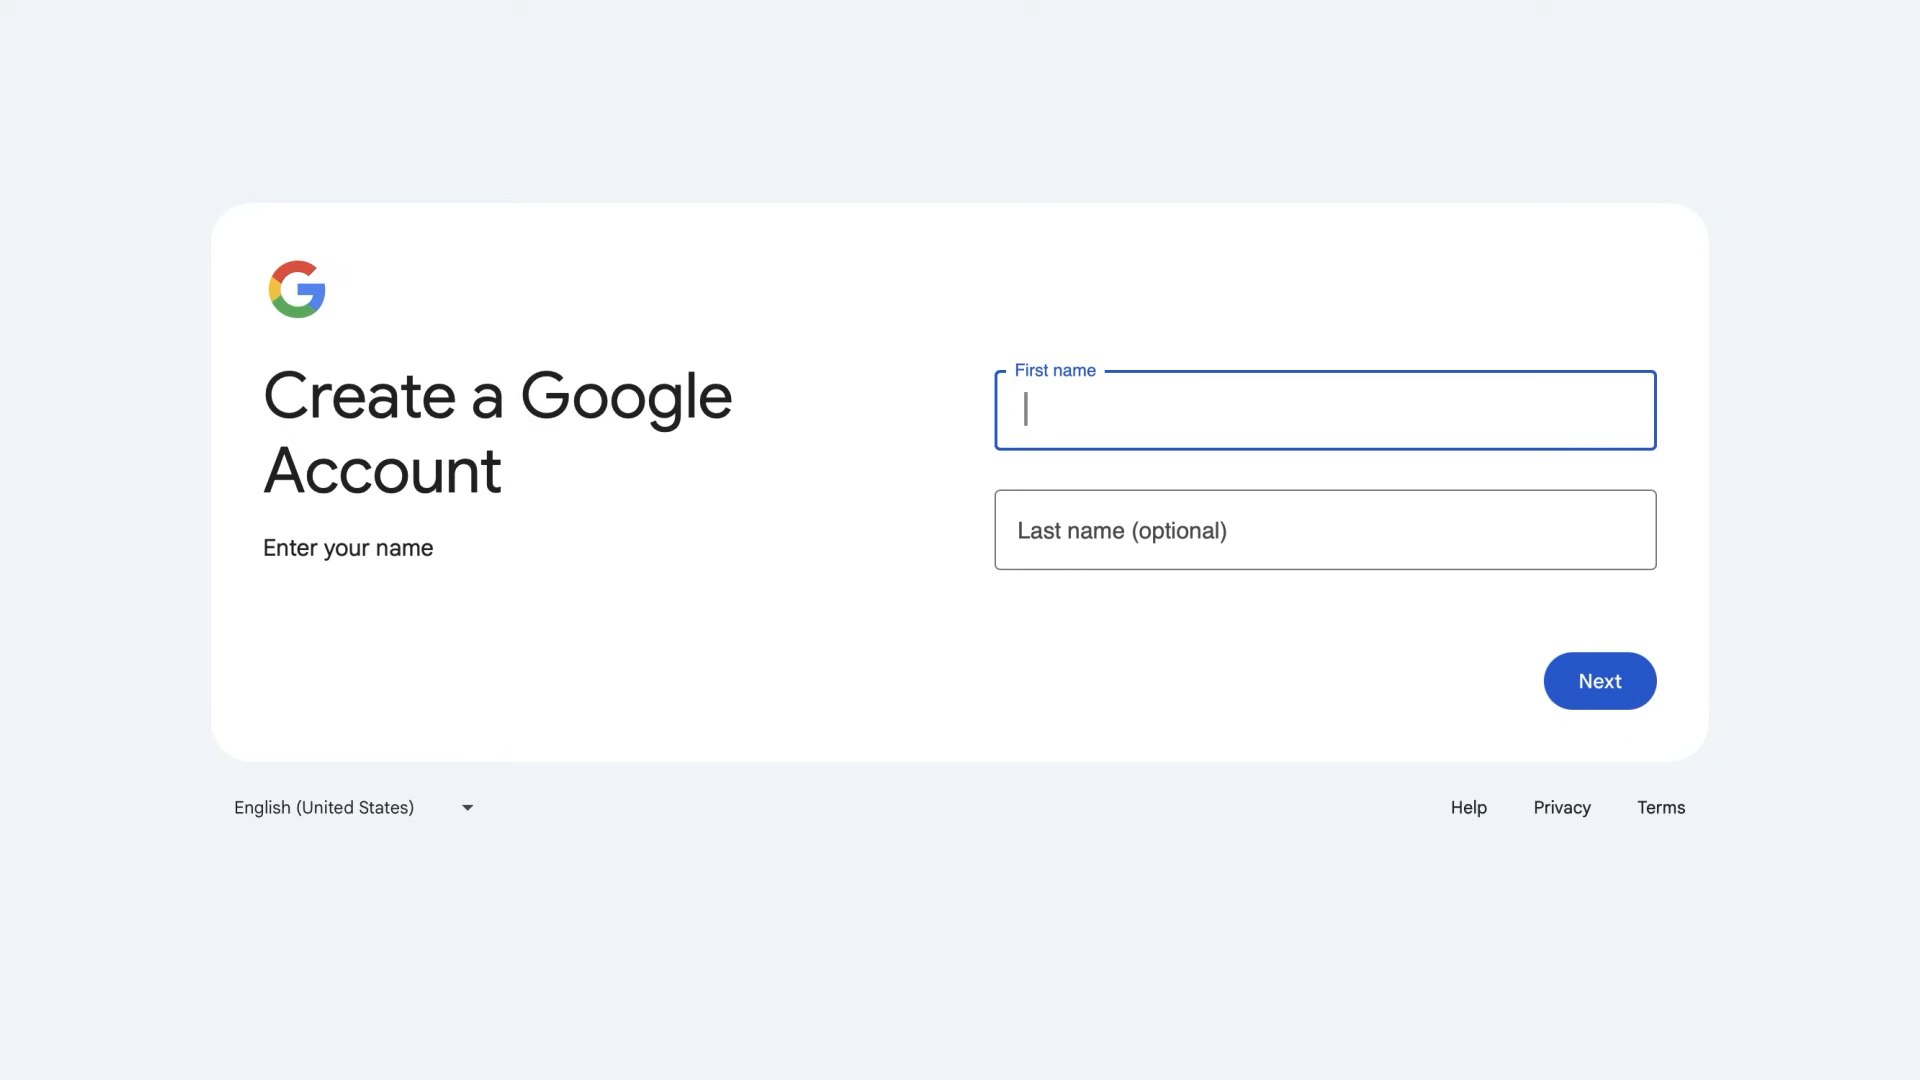 Create a Google
Account
Enter your name
First name
Last name (optional)
Next
English (United States)
Help
Privacy
Terms